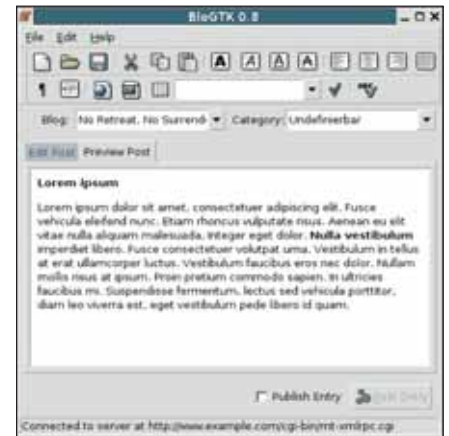 BloGTK 0.8
File Edit Help
A A A A
Blog: No Retreat, No Surrend Category: Undefinierbar
Edit Post Preview Post
Lorem ipsum
Lorem ipsum dolor sit amet, consectetuer adipiscing elit. Fusce
vehicula eleifend nunc. Etiam rhoncus vulputate risus. Aenean eu elit
vitae nulla aliquam malesuada. Integer eget dolor. Nulla vestibulum
imperdiet libero. Fusce consectetuer volutpat urna. Vestibulum in tellus
at erat ullamcorper luctus. Vestibulum faucibus eros nec dolor. Nullam
mollis risus at ipsum. Proin pretium commodo sapien. In ultricies
faucibus mi. Suspendisse fermentum, lectus sed vehicula porttitor,
diam leo viverra est, eget vestibulum pede libero id quam.
Publish Entry Post Entry
Connected to server at http://www.example.com/cgi-bin/mt-xmlrpc.cgi